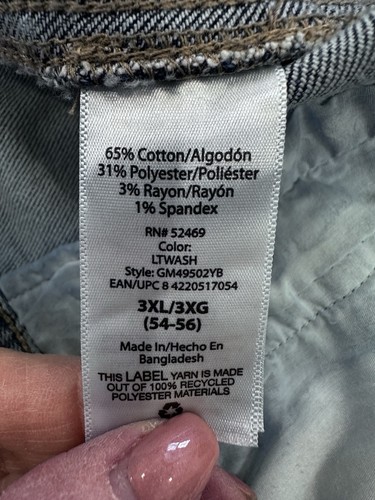 65% Cotton/Algodón
31% Polyester/Poliéster
3% Rayon/Rayón
1% Spandex
RN# 52469
Color:
LTWASH
Style: GM49502YB
EAN/UPC 8 4220517054
3XL/3XG
(54-56)
Made In/Hecho En
Bangladesh
THIS LABEL YARN IS MADE
OUT OF 100% RECYCLED
POLYESTER MATERIALS